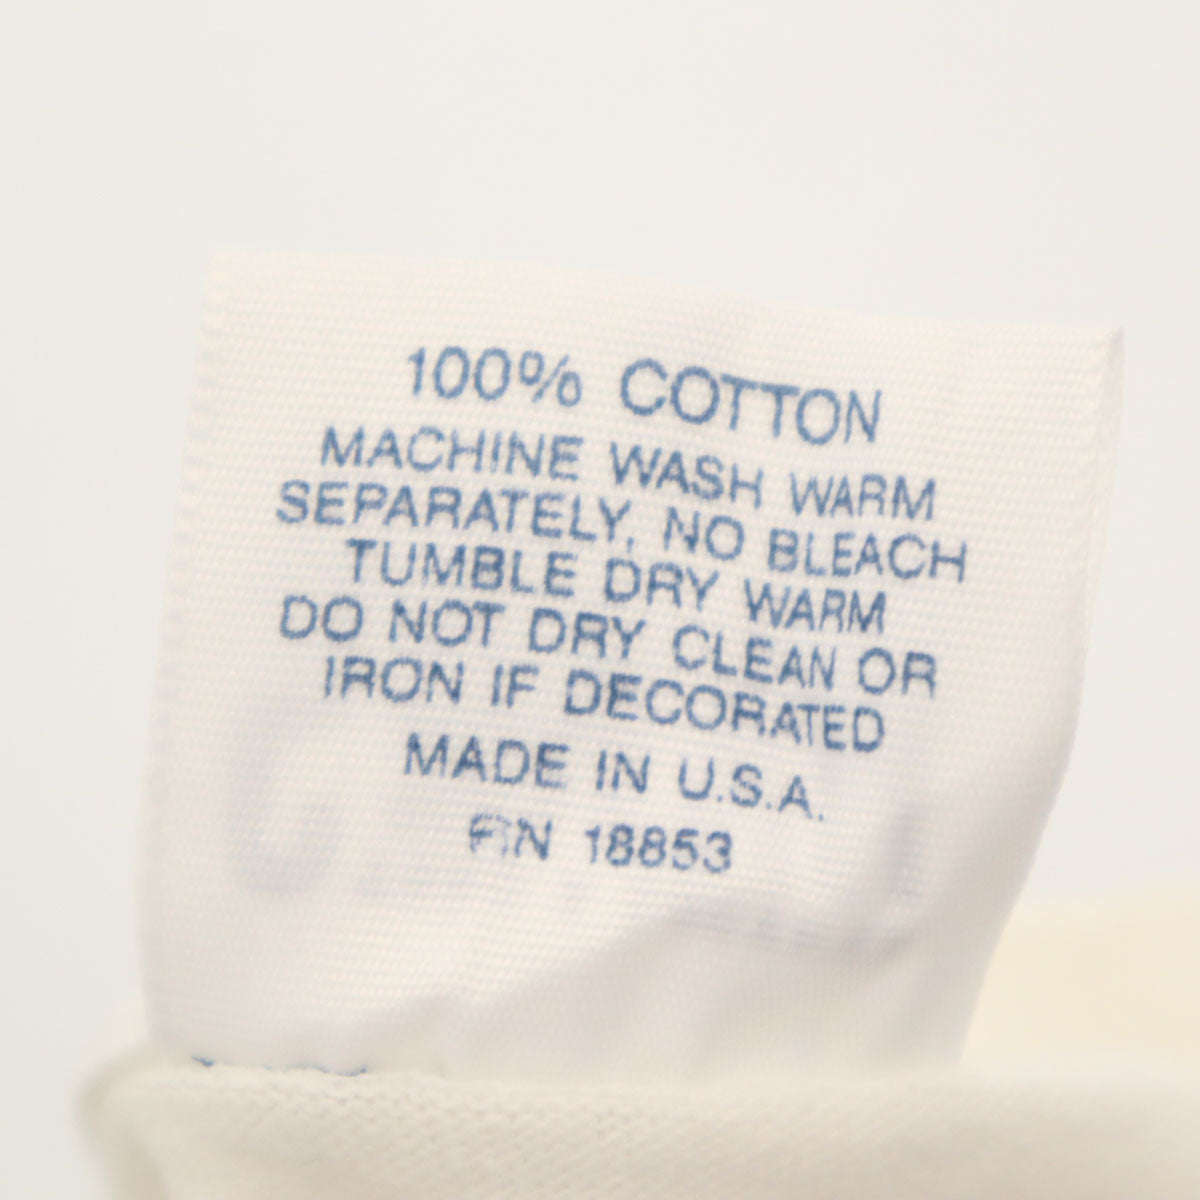 100% COTTON
MACHINE WASH WARM
SEPARATELY, NO BLEACH
TUMBLE DRY WARM
DO NOT DRY CLEAN OR
IRON IF DECORATED
MADE IN U.S.A.
18853